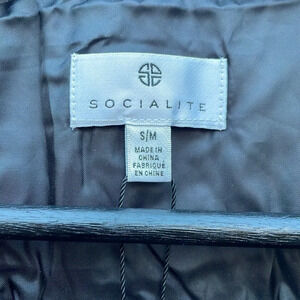 SOCIALITE
S/M
MADE IN
CHINA
FABRIQUÉ
EN CHINE